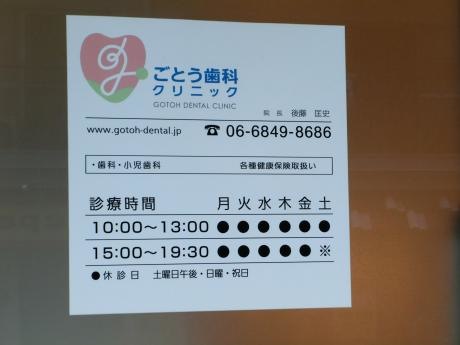 ごとう歯科
クリニック
GOTOH DENTAL CLINIC
院 長 後藤 匡史
www.gotoh-dental.jp ☎ 06-6849-8686
・歯科・小児歯科 各種健康保険取扱い
診療時間 月 火 水 木 金 土
10:00〜13:00 ● ● ● ● ● ●
15:00〜19:30 ● ● ● ● ● ※
●休 診 日 土曜日午後・日曜・祝日